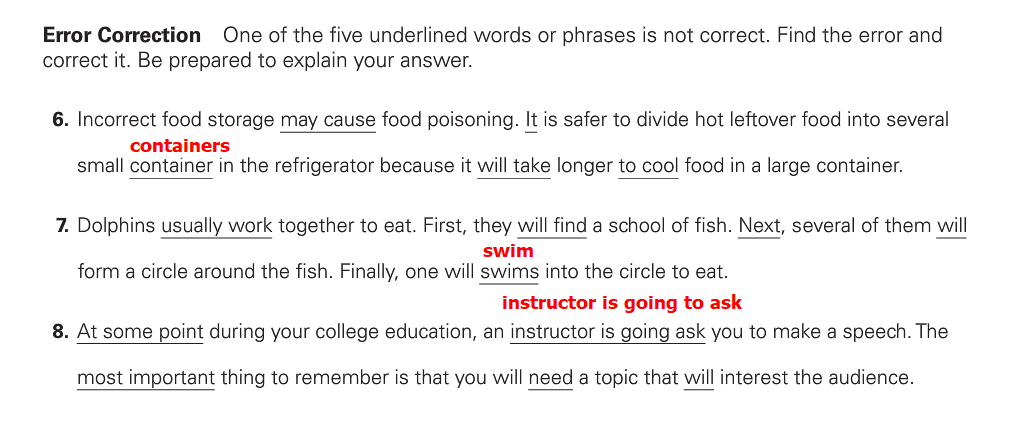 Error Correction One of the five underlined words or phrases is not correct. Find the error and
correct it. Be prepared to explain your answer.
6. Incorrect food storage may cause food poisoning. It is safer to divide hot leftover food into several
containers
small container in the refrigerator because it will take longer to cool food in a large container.
7. Dolphins usually work together to eat. First, they will find a school of fish. Next, several of them will
swim
form a circle around the fish. Finally, one will swims into the circle to eat.
instructor is going to ask
8. At some point during your college education, an instructor is going ask you to make a speech. The
most important thing to remember is that you will need a topic that will interest the audience.